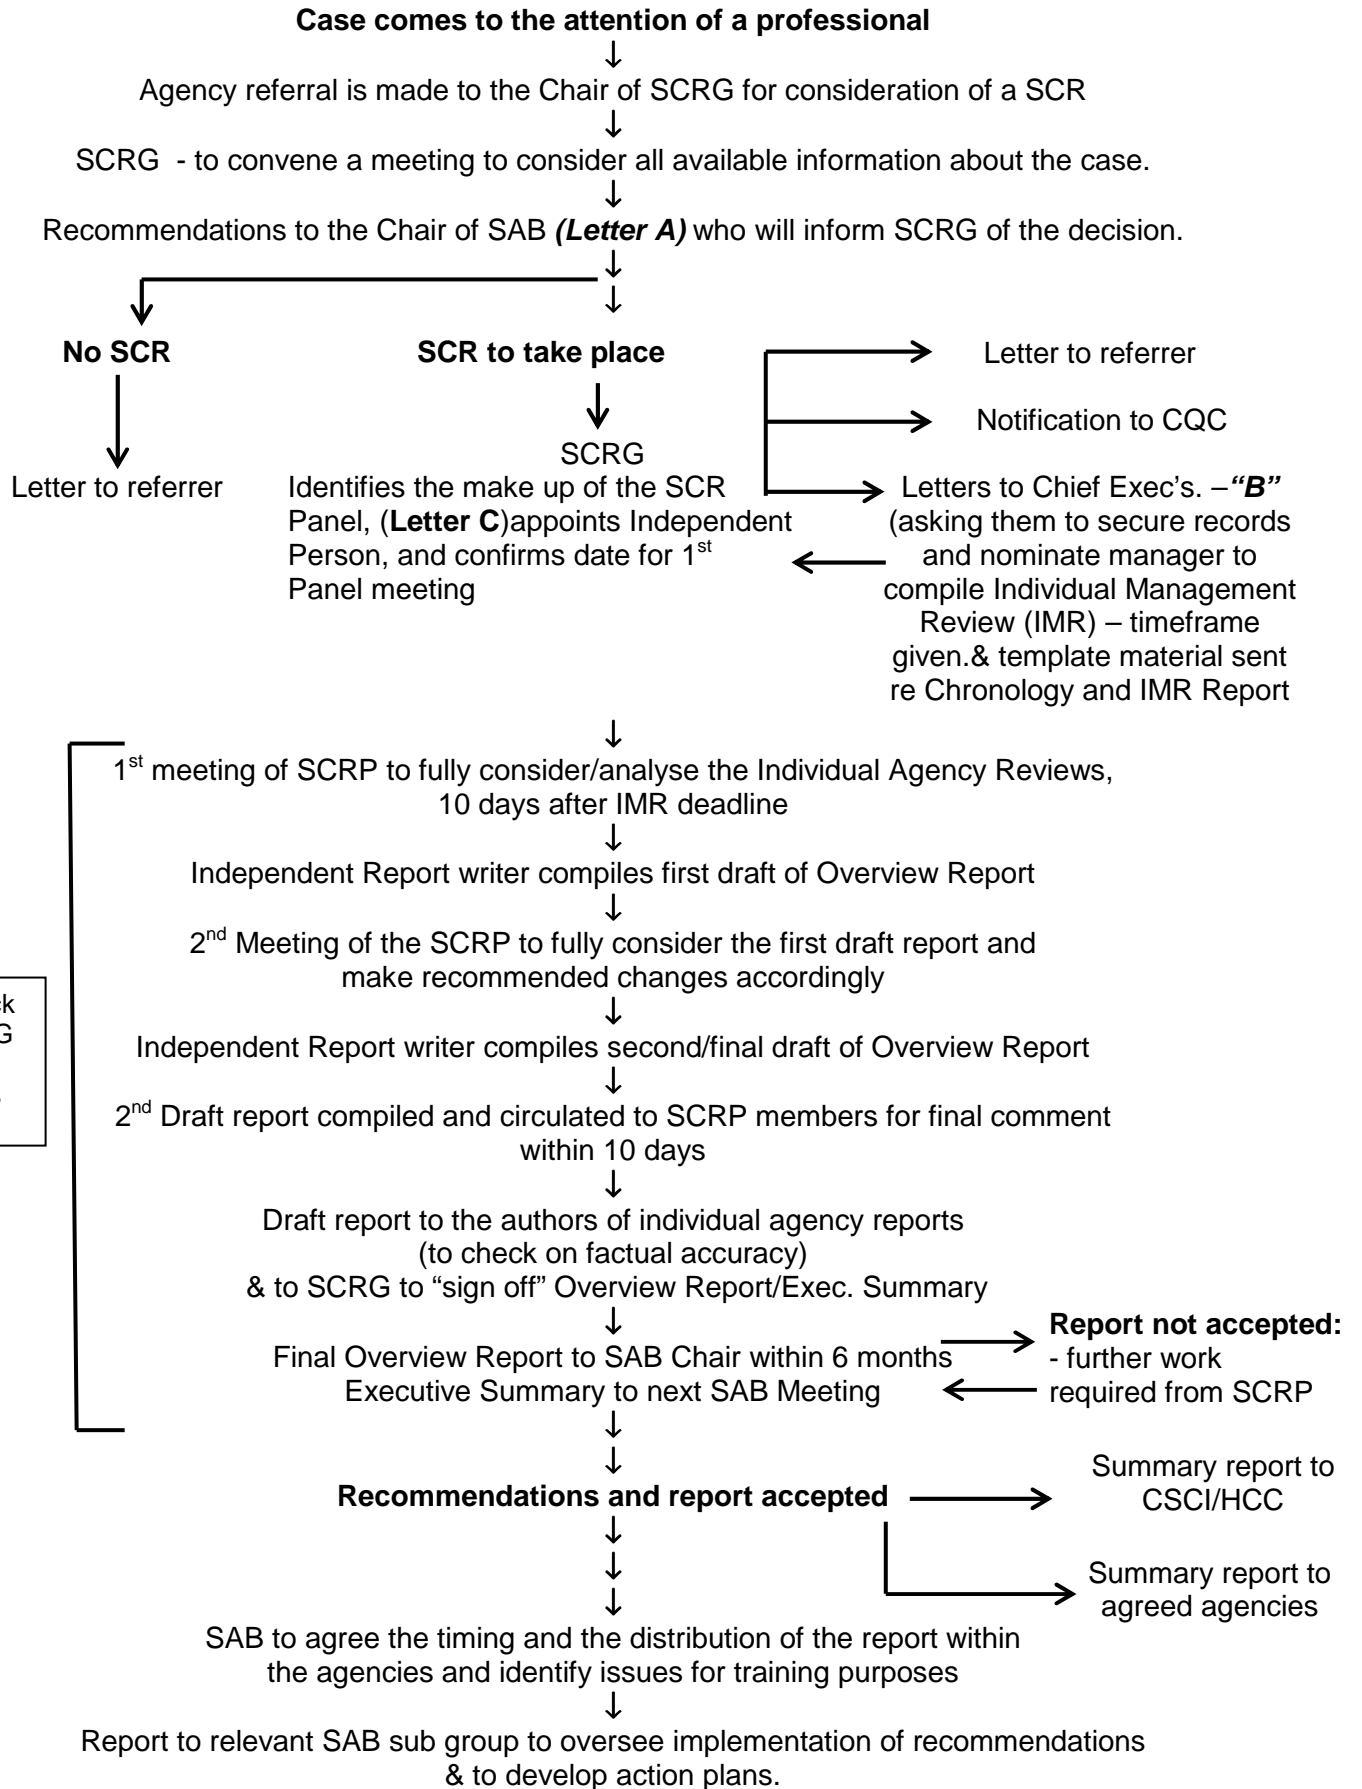 Case comes to the attention of a professional
Agency referral is made to the Chair of SCRG for consideration of a SCR
SCRG - to convene a meeting to consider all available information about the case.
Recommendations to the Chair of SAB (Letter A) who will inform SCRG of the decision.
No SCR
SCR to take place
Letter to referrer
Notification to CQC
Letter to referrer
SCRG
Identifies the make up of the SCR
Panel, (Letter C)appoints Independent
Person, and confirms date for 1st
Panel meeting
Letters to Chief Exec's. –“B”
(asking them to secure records
and nominate manager to
compile Individual Management
Review (IMR) – timeframe
given.& template material sent
re Chronology and IMR Report
1st meeting of SCRP to fully consider/analyse the Individual Agency Reviews,
10 days after IMR deadline
Independent Report writer compiles first draft of Overview Report
2nd Meeting of the SCRP to fully consider the first draft report and
make recommended changes accordingly
Independent Report writer compiles second/final draft of Overview Report
2nd Draft report compiled and circulated to SCRP members for final comment
within 10 days
Draft report to the authors of individual agency reports
(to check on factual accuracy)
& to SCRG to “sign off” Overview Report/Exec. Summary
Final Overview Report to SAB Chair within 6 months
Executive Summary to next SAB Meeting
Report not accepted:
- further work
required from SCRP
Recommendations and report accepted
Summary report to
CSCI/HCC
Summary report to
agreed agencies
SAB to agree the timing and the distribution of the report within
the agencies and identify issues for training purposes
Report to relevant SAB sub group to oversee implementation of recommendations
& to develop action plans.